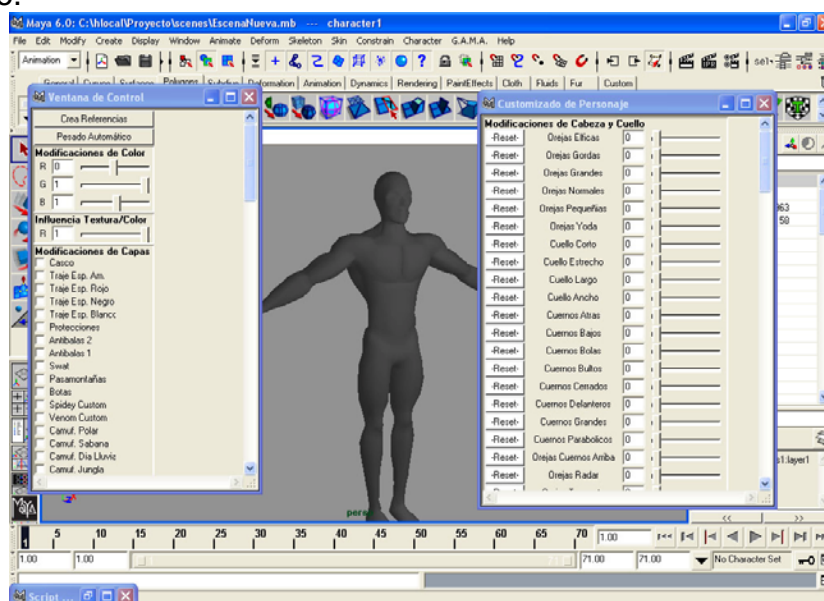 Maya 6.0: C:\hlocal\Proyecto\scenes\EscenaNueva.mb --- character1
File Edit Modify Create Display Window Animate Deform Skeleton Skin Constrain Character G.A.M.A. Help
Animation
sel-
General Curves Surfaces Polygons Subdivs Deformation Animation Dynamics Rendering PaintEffects Cloth Fluids Fur Custom
Ventana de Control
Crea Referencias
Pesado Automático
Modificaciones de Color
R 0
G 1
B 1
Influencia Textura/Color
R 1
Modificaciones de Capas
Casco
Traje Esp. Am.
Traje Esp. Rojo
Traje Esp. Negro
Traje Esp. Blancc
Protecciones
Antibalas 2
Antibalas 1
Swat
Pasamontañas
Botas
Spidey Custom
Venom Custom
Camuf. Polar
Camuf. Sabana
Camuf. Dia Lluvic
Camuf. Jungla
Customizado de Personaje
Modificaciones de Cabeza y Cuello
-Reset- Orejas Elficas 0
-Reset- Orejas Gordas 0
-Reset- Orejas Grandes 0
-Reset- Orejas Normales 0
-Reset- Orejas Pequeñas 0
-Reset- Orejas Yoda 0
-Reset- Cuello Corto 0
-Reset- Cuello Estrecho 0
-Reset- Cuello Largo 0
-Reset- Cuello Ancho 0
-Reset- Cuernos Atras 0
-Reset- Cuernos Bajos 0
-Reset- Cuernos Bolas 0
-Reset- Cuernos Bultos 0
-Reset- Cuernos Cerrados 0
-Reset- Cuernos Delanteros 0
-Reset- Cuernos Grandes 0
-Reset- Cuernos Parabolicos 0
-Reset- Orejas Cuernos Arriba 0
-Reset- Orejas Radar 0
963
58
s1:layer1
Maya
persp
<< >>
1 5 10 15 20 25 30 35 40 45 50 55 60 65 70 1.00
1.00 1.00 71.00 71.00 No Character Set
Script ...